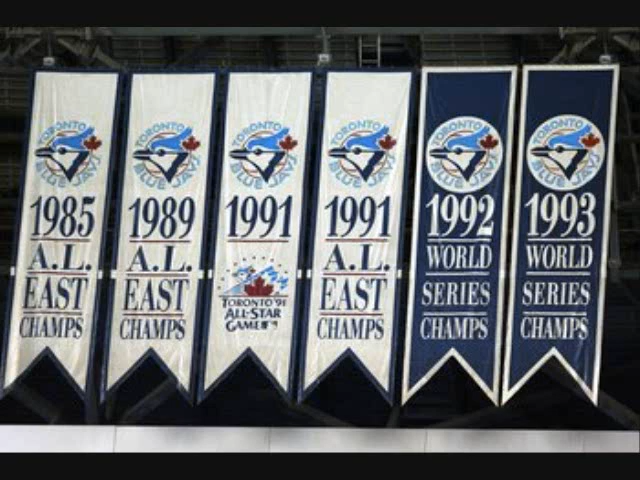 TORONTO
BLUE JAYS
1985
A.L.
EAST
CHAMPS
TORONTO
BLUE JAYS
1989
A.L.
EAST
CHAMPS
TORONTO
BLUE JAYS
1991
TORONTO '91
ALL-STAR
GAME
TORONTO
BLUE JAYS
1991
A.L.
EAST
CHAMPS
TORONTO
BLUE JAYS
1992
WORLD
SERIES
CHAMPS
TORONTO
BLUE JAYS
1993
WORLD
SERIES
CHAMPS